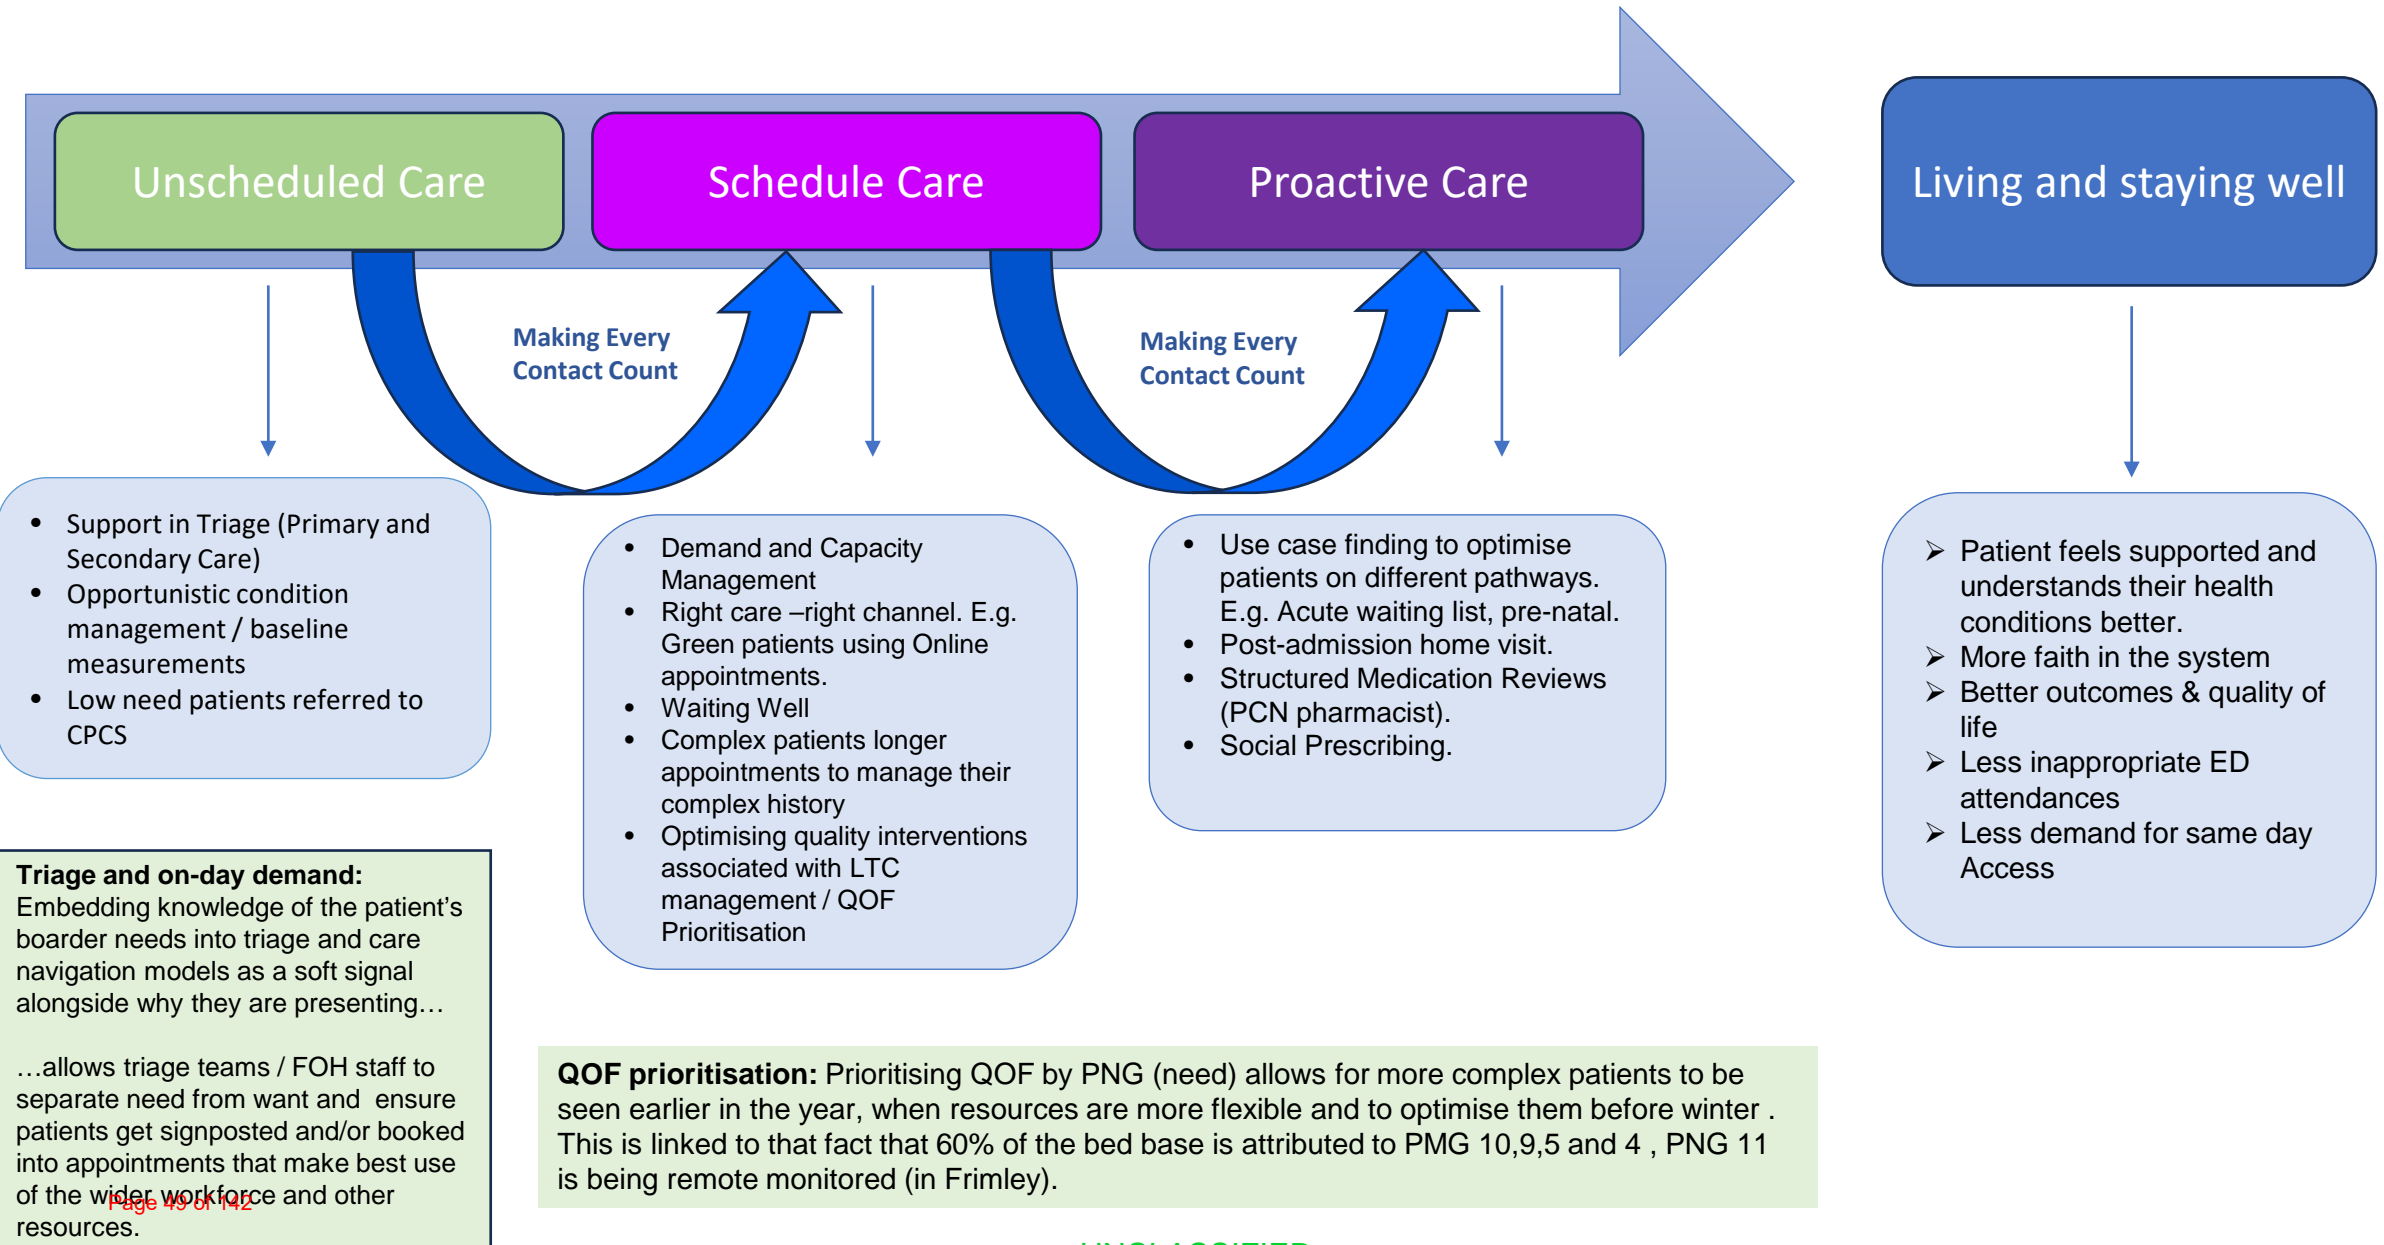 Unscheduled Care
Schedule Care
Proactive Care
Living and staying well
Making Every
Contact Count
Making Every
Contact Count
• Support in Triage (Primary and
Secondary Care)
• Opportunistic condition
management / baseline
measurements
• Low need patients referred to
CPCS
• Demand and Capacity
Management
• Right care –right channel. E.g.
Green patients using Online
appointments.
• Waiting Well
• Complex patients longer
appointments to manage their
complex history
• Optimising quality interventions
associated with LTC
management / QOF
Prioritisation
• Use case finding to optimise
patients on different pathways.
E.g. Acute waiting list, pre-natal.
• Post-admission home visit.
• Structured Medication Reviews
(PCN pharmacist).
• Social Prescribing.
➢ Patient feels supported and
understands their health
conditions better.
➢ More faith in the system
➢ Better outcomes & quality of
life
➢ Less inappropriate ED
attendances
➢ Less demand for same day
Access
Triage and on-day demand:
Embedding knowledge of the patient’s
boarder needs into triage and care
navigation models as a soft signal
alongside why they are presenting…
…allows triage teams / FOH staff to
separate need from want and ensure
patients get signposted and/or booked
into appointments that make best use
of the wider workforce and other
resources.
Page 49 of 142
QOF prioritisation: Prioritising QOF by PNG (need) allows for more complex patients to be
seen earlier in the year, when resources are more flexible and to optimise them before winter .
This is linked to that fact that 60% of the bed base is attributed to PMG 10,9,5 and 4 , PNG 11
is being remote monitored (in Frimley).
UNCLASSIFIED